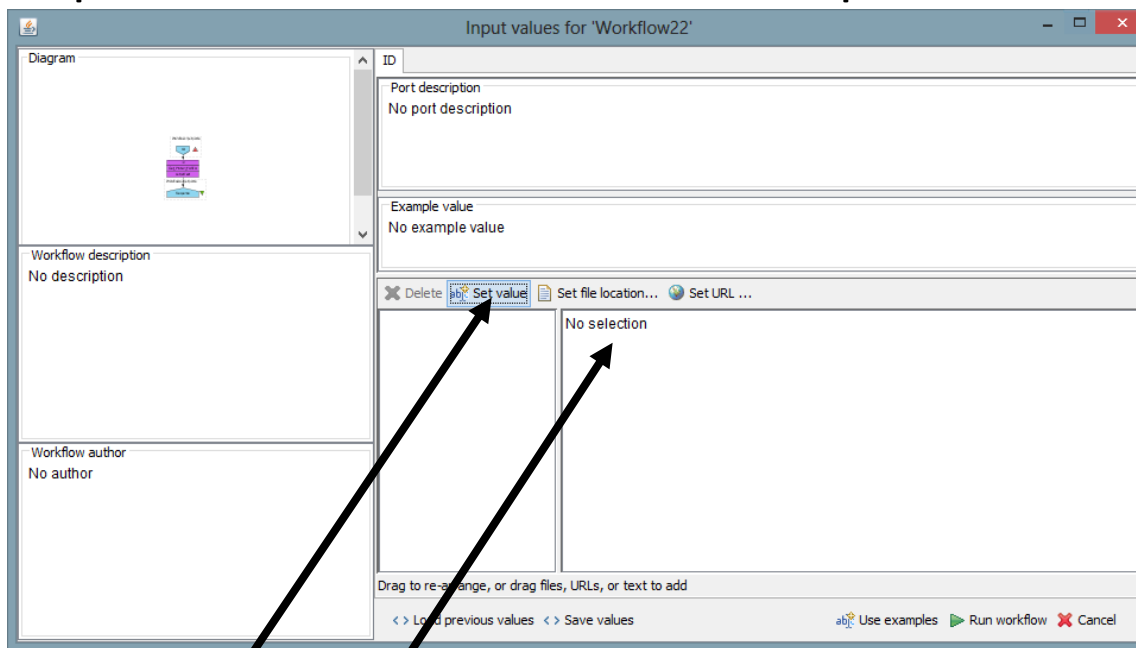 Input values for 'Workflow22'
Diagram
Workflow description
No description
Workflow author
No author
ID
Port description
No port description
Example value
No example value
Delete Set value Set file location... Set URL ...
No selection
Drag to re-arrange, or drag files, URLs, or text to add
Load previous values Save values Use examples Run workflow Cancel